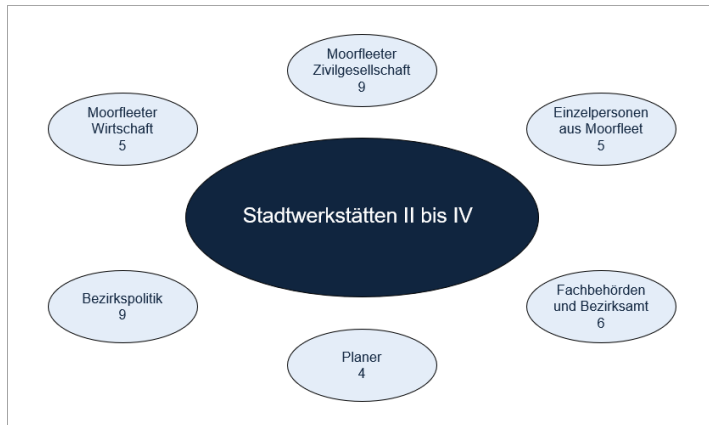 Moorfleeter
Zivilgesellschaft
9
Moorfleeter
Wirtschaft
5
Einzelpersonen
aus Moorfleet
5
Stadtwerkstätten II bis IV
Bezirkspolitik
9
Fachbehörden
und Bezirksamt
6
Planer
4